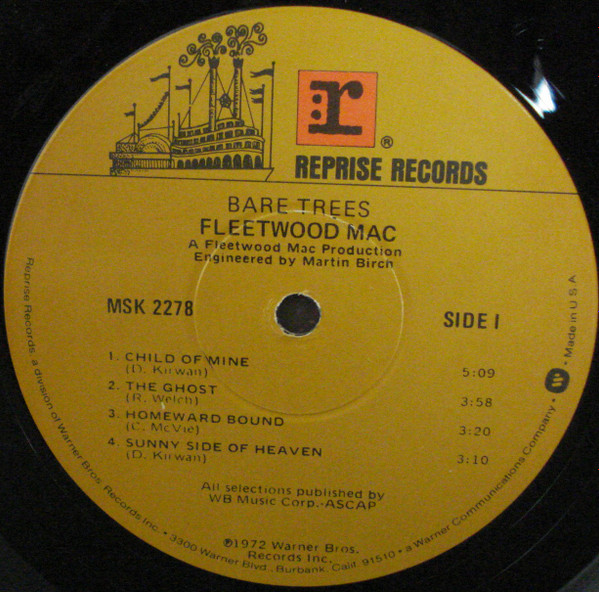 r
®
REPRISE RECORDS
BARE TREES
FLEETWOOD MAC
A Fleetwood Mac Production
Engineered by Martin Birch
MSK 2278
SIDE I
1. CHILD OF MINE 5:09
(D. Kirwan)
2. THE GHOST 3:58
(R. Welch)
3. HOMEWARD BOUND 3:20
(C. McVie)
4. SUNNY SIDE OF HEAVEN 3:10
(D. Kirwan)
All selections published by
WB Music Corp.-ASCAP
℗1972 Warner Bros.
Records Inc.
Reprise Records, a division of Warner Bros. Records Inc. • 3300 Warner Blvd., Burbank, Calif. 91510 • a Warner Communications Company • W • Made in U S A